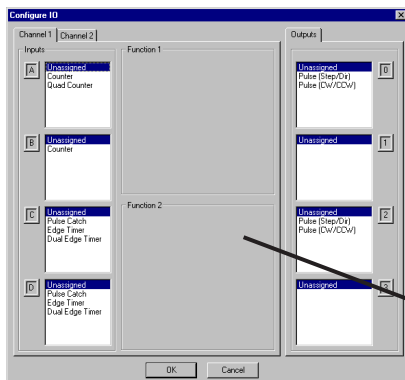 Configure IO
Channel 1 Channel 2
Outputs
Inputs
Function 1
A
Unassigned
Counter
Quad Counter
Unassigned
Pulse (Step/Dir)
Pulse (CW/CCW)
0
B
Unassigned
Counter
Unassigned
1
Function 2
C
Unassigned
Pulse Catch
Edge Timer
Dual Edge Timer
Unassigned
Pulse (Step/Dir)
Pulse (CW/CCW)
2
D
Unassigned
Pulse Catch
Edge Timer
Dual Edge Timer
Unassigned
OK Cancel